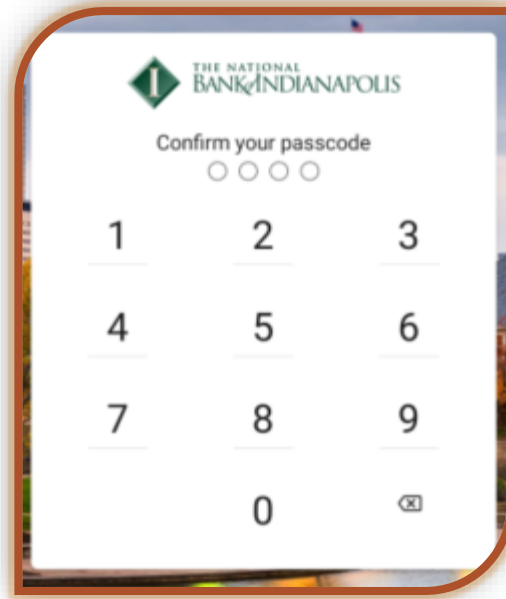 I
THE NATIONAL
BANK of INDIANAPOLIS
Confirm your passcode
1 2 3
4 5 6
7 8 9
0